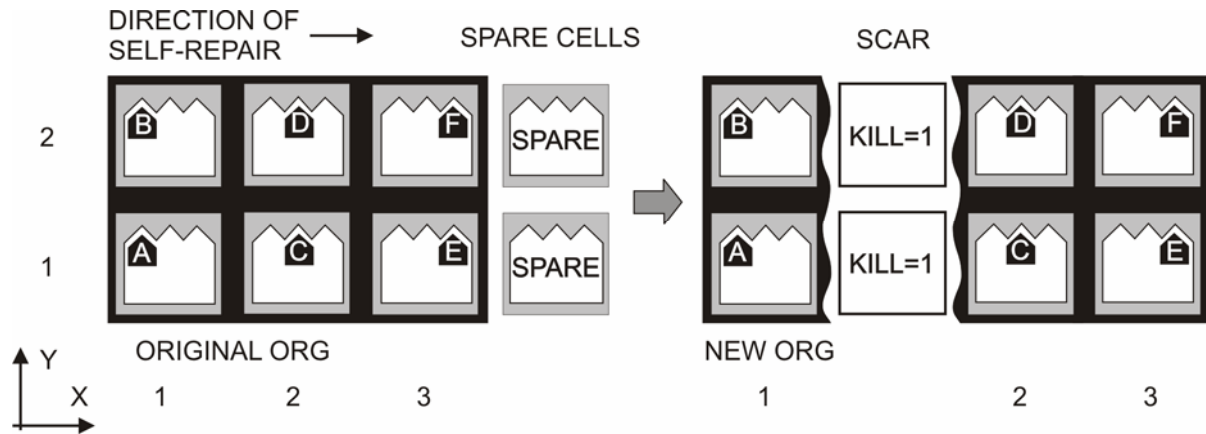 DIRECTION OF
SELF-REPAIR
SPARE CELLS
SCAR
2
B
D
F
SPARE
B
KILL=1
D
F
1
A
C
E
SPARE
A
KILL=1
C
E
ORIGINAL ORG
NEW ORG
Y
X
1
2
3
1
2
3